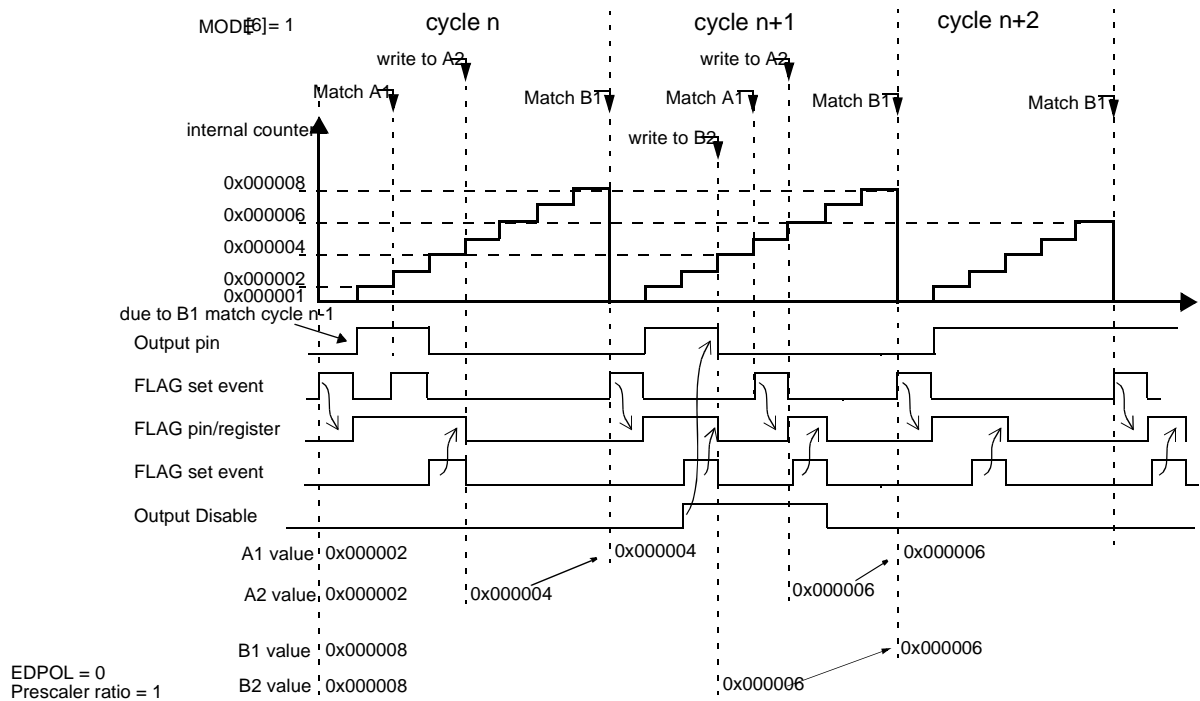 MODE[6]= 1
cycle n
cycle n+1
cycle n+2
write to A2
write to A2
Match A1
Match B1
Match A1
Match B1
Match B1
internal counter
write to B2
0x000008
0x000006
0x000004
0x000002
0x000001
due to B1 match cycle n-1
Output pin
FLAG set event
FLAG pin/register
FLAG set event
Output Disable
A1 value 0x000002 0x000004 0x000006
A2 value 0x000002 0x000004 0x000006
B1 value 0x000008 0x000006
B2 value 0x000008 0x000006
EDPOL = 0
Prescaler ratio = 1